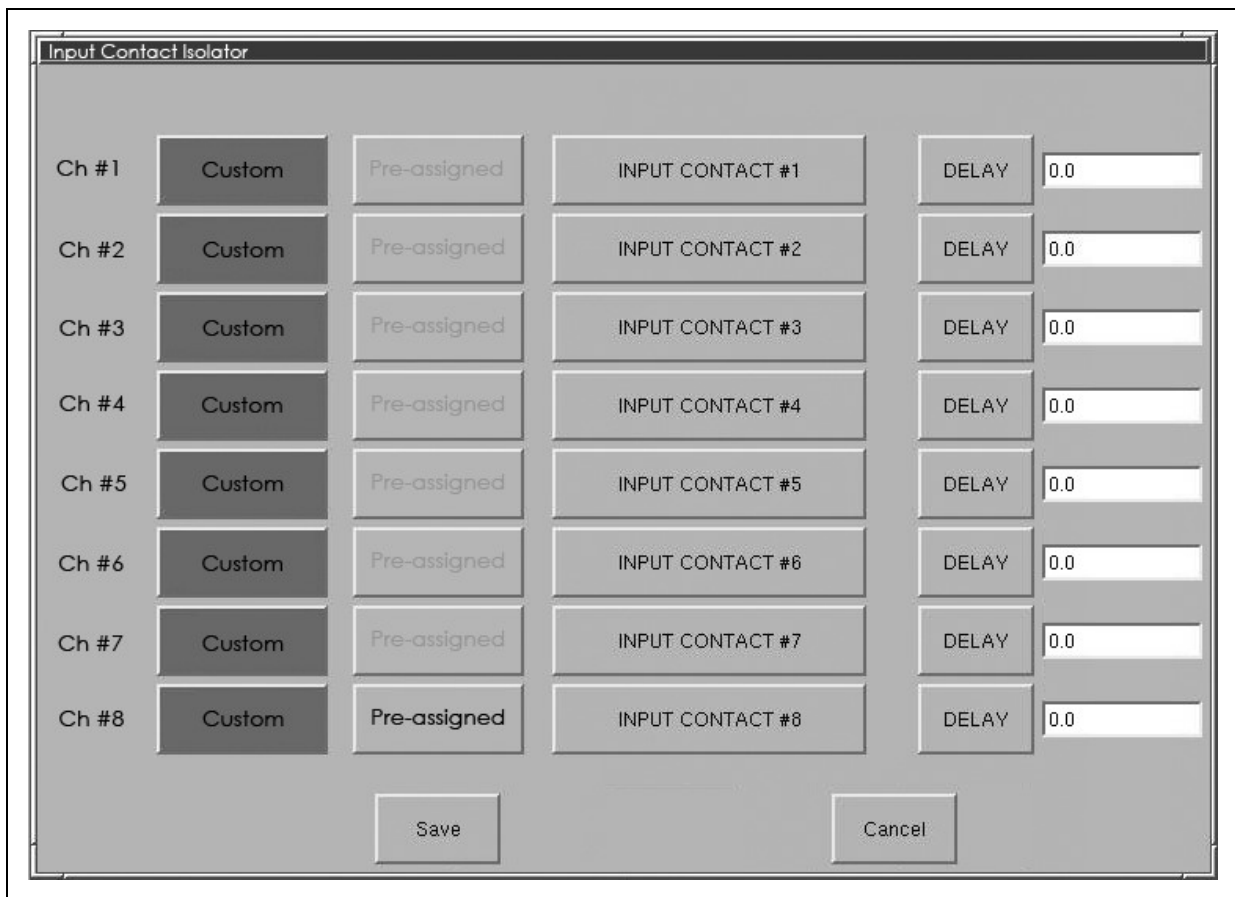 Input Contact Isolator
Ch #1 Custom Pre-assigned INPUT CONTACT #1 DELAY 0.0
Ch #2 Custom Pre-assigned INPUT CONTACT #2 DELAY 0.0
Ch #3 Custom Pre-assigned INPUT CONTACT #3 DELAY 0.0
Ch #4 Custom Pre-assigned INPUT CONTACT #4 DELAY 0.0
Ch #5 Custom Pre-assigned INPUT CONTACT #5 DELAY 0.0
Ch #6 Custom Pre-assigned INPUT CONTACT #6 DELAY 0.0
Ch #7 Custom Pre-assigned INPUT CONTACT #7 DELAY 0.0
Ch #8 Custom Pre-assigned INPUT CONTACT #8 DELAY 0.0
Save Cancel